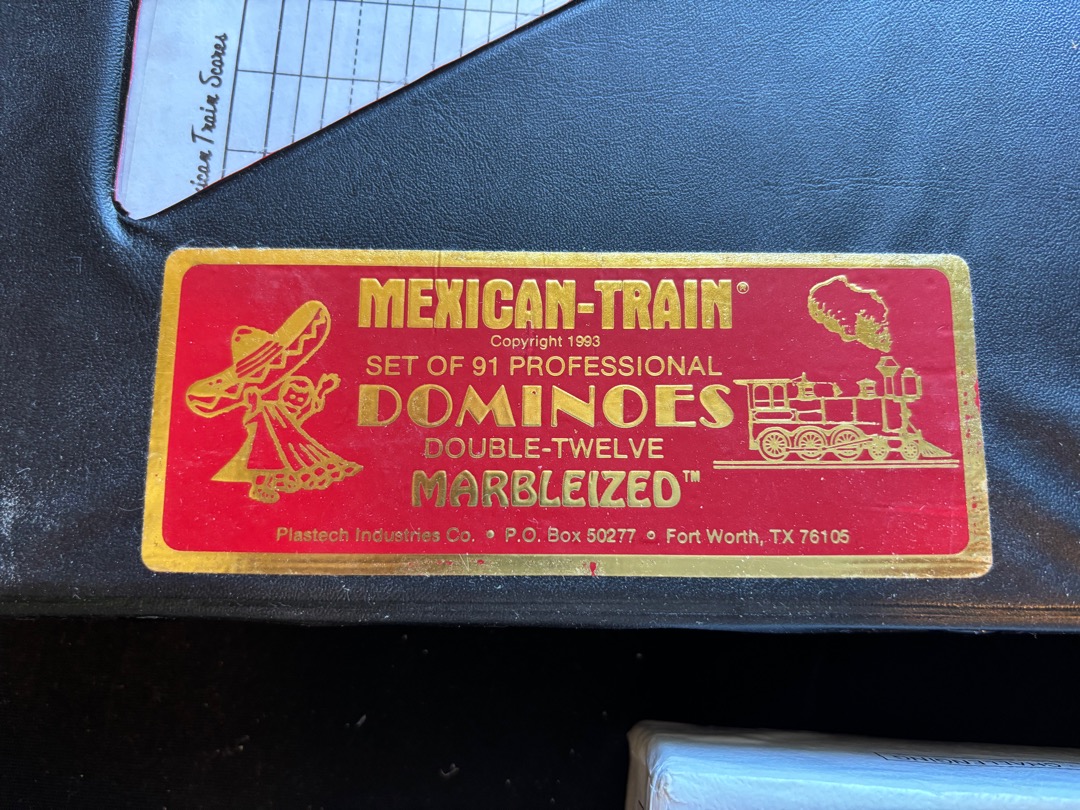 Train Scores
MEXICAN-TRAIN®
Copyright 1993
SET OF 91 PROFESSIONAL
DOMINOES
DOUBLE-TWELVE
MARBLEIZED™
Plastech Industries Co. • P.O. Box 50277 • Fort Worth, TX 76105
CHALLENGING